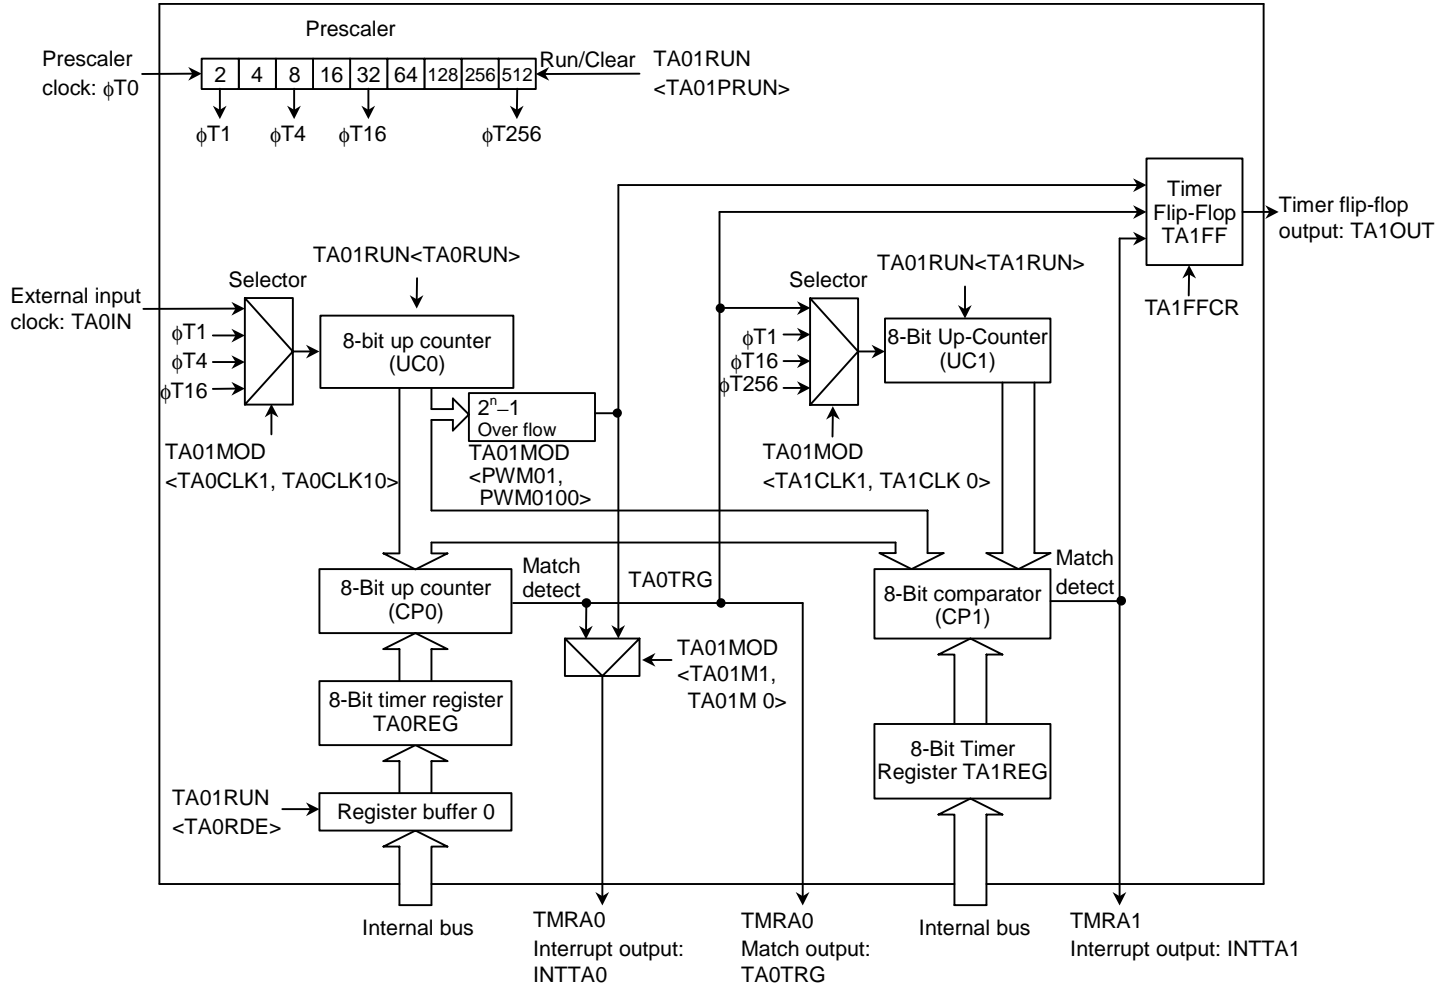 Prescaler
Prescaler
clock: ϕT0
2 4 8 16 32 64 128 256 512
Run/Clear
TA01RUN
<TA01PRUN>
ϕT1
ϕT4
ϕT16
ϕT256
Timer
Flip-Flop
TA1FF
Timer flip-flop
output: TA1OUT
TA1FFCR
External input
clock: TA0IN
ϕT1
ϕT4
ϕT16
Selector
TA01RUN<TA0RUN>
8-bit up counter
(UC0)
TA01MOD
<TA0CLK1, TA0CLK10>
2ⁿ–1
Over flow
TA01MOD
<PWM01,
PWM0100>
Selector
TA01RUN<TA1RUN>
ϕT1
ϕT16
ϕT256
8-Bit Up-Counter
(UC1)
TA01MOD
<TA1CLK1, TA1CLK 0>
8-Bit up counter
(CP0)
Match
detect
TA0TRG
8-Bit comparator
(CP1)
Match
detect
TA01MOD
<TA01M1,
TA01M 0>
8-Bit timer register
TA0REG
8-Bit Timer
Register TA1REG
TA01RUN
<TA0RDE>
Register buffer 0
Internal bus
TMRA0
Interrupt output:
INTTA0
TMRA0
Match output:
TA0TRG
Internal bus
TMRA1
Interrupt output: INTTA1